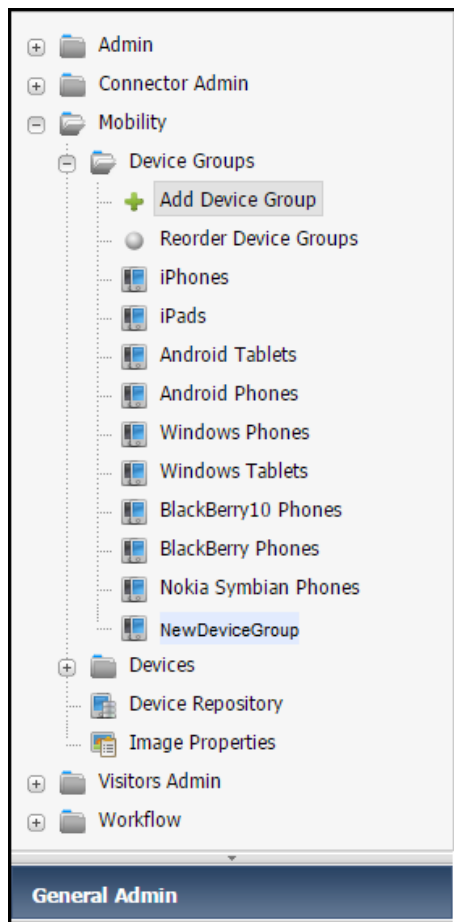 Admin
Connector Admin
Mobility
Device Groups
Add Device Group
Reorder Device Groups
iPhones
iPads
Android Tablets
Android Phones
Windows Phones
Windows Tablets
BlackBerry10 Phones
BlackBerry Phones
Nokia Symbian Phones
NewDeviceGroup
Devices
Device Repository
Image Properties
Visitors Admin
Workflow
General Admin